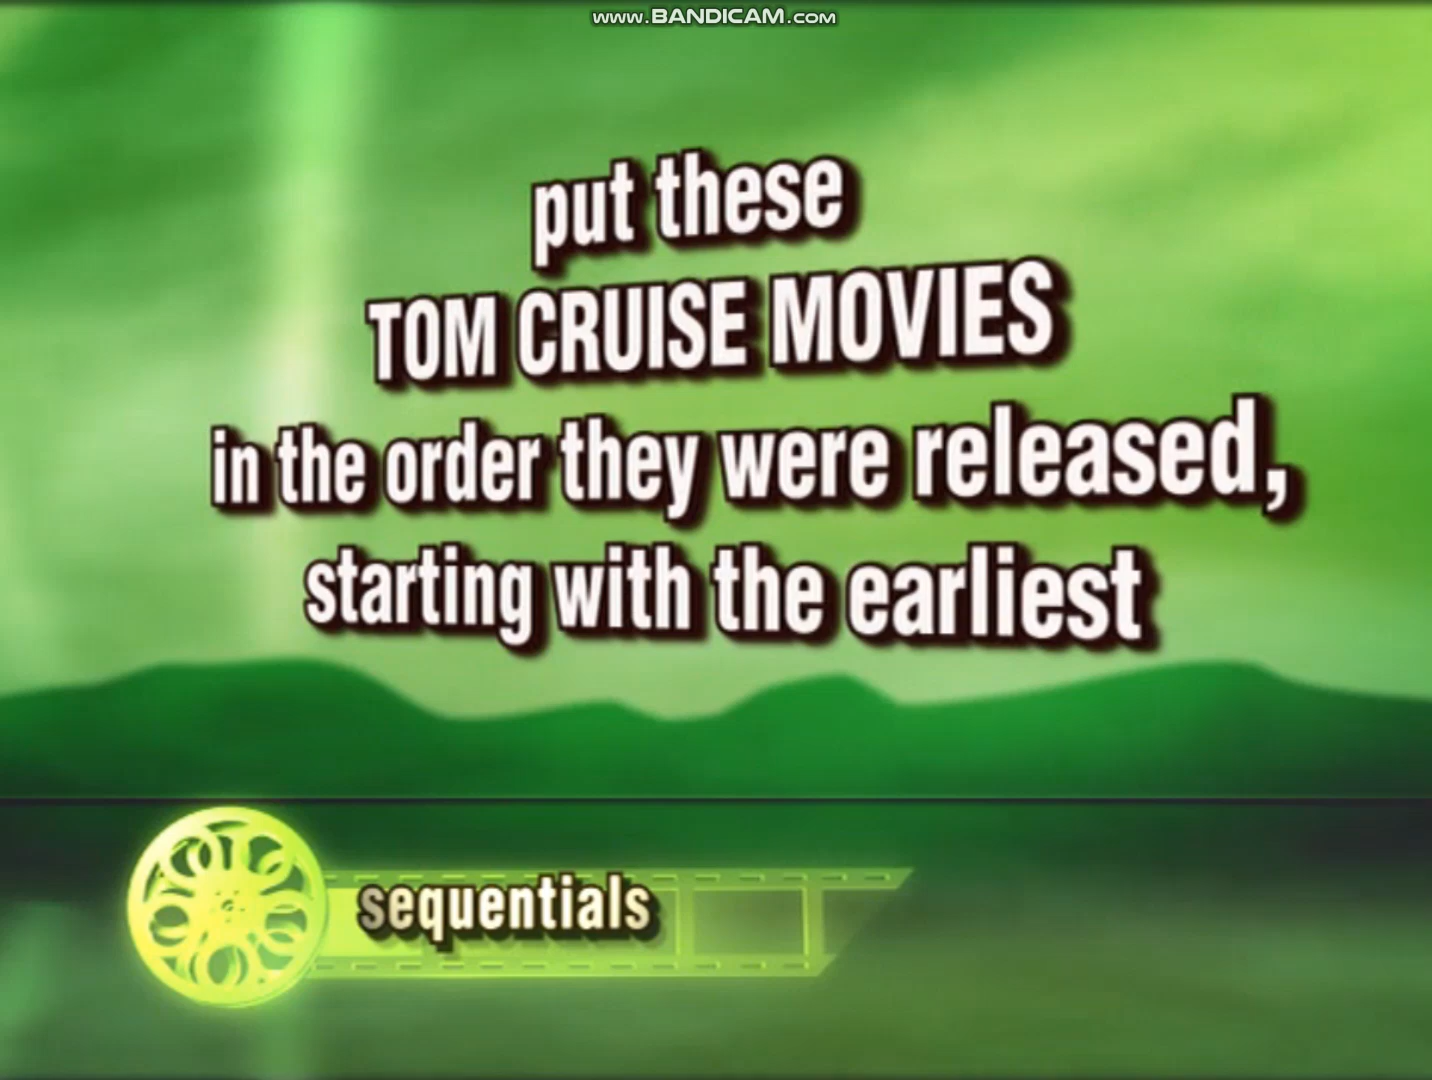 www.BANDICAM.com
put these
TOM CRUISE MOVIES
in the order they were released,
starting with the earliest
sequentials